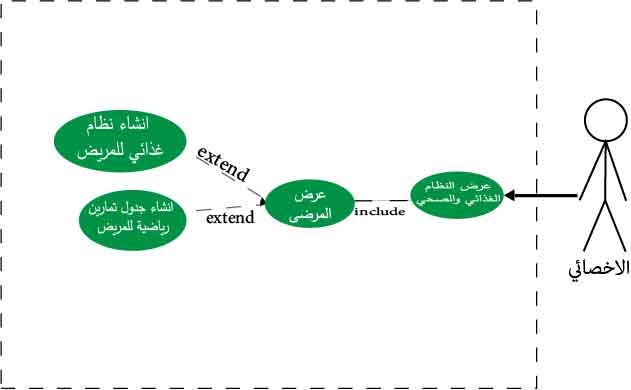 انشاء نظام
غذائي للمريض
extend
عرض النظام
الغذائي والصحي
عرض
المرضى
انشاء جدول تمارين
رياضية للمريض
extend
include
الاخصائي